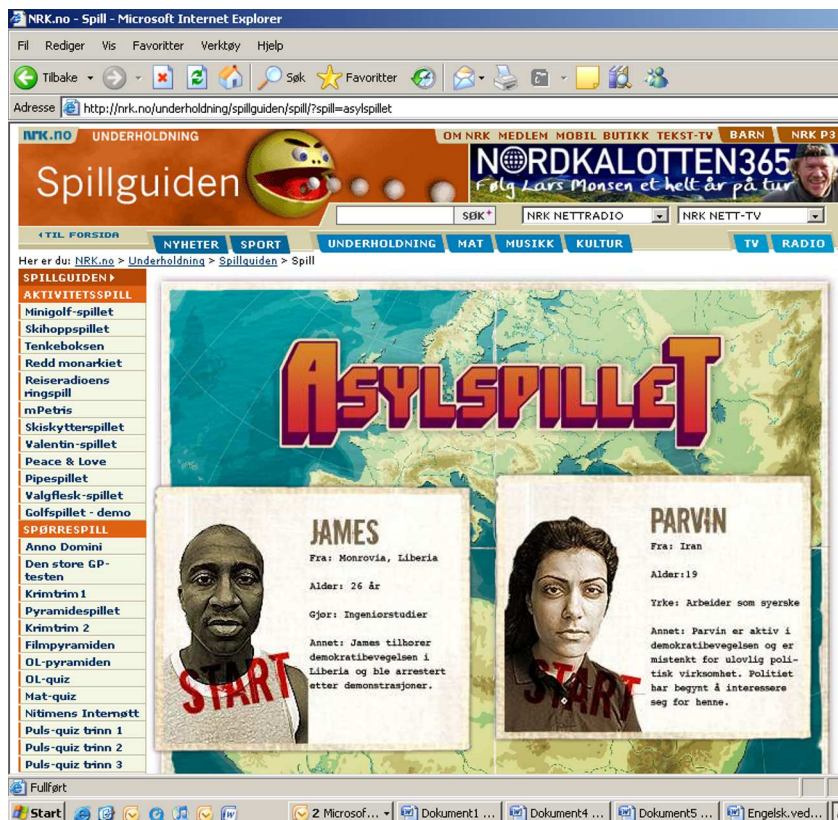 NRK.no - Spill - Microsoft Internet Explorer
Fil Rediger Vis Favoritter Verktøy Hjelp
Tilbake Søk Favoritter
Adresse http://nrk.no/underholdning/spillguiden/spill/?spill=asylspillet
nrk.no UNDERHOLDNING OM NRK MEDLEM MOBIL BUTIKK TEKST-TV BARN NRK P3
Spillguiden
NORDKALOTTEN365
Følg Lars Monsen et helt år på tur
SØK NRK NETTRADIO NRK NETT-TV
TIL FORSIDA
NYHETER SPORT UNDERHOLDNING MAT MUSIKK KULTUR TV RADIO
Her er du: NRK.no > Underholdning > Spillguiden > Spill
SPILLGUIDEN
AKTIVITETSSPILL
Minigolf-spillet
Skihoppspillet
Tenkeboksen
Redd monarkiet
Reiseradioens
ringspill
mPetris
Skiskytterspillet
Valentin-spillet
Peace & Love
Pipespillet
Valgflesk-spillet
Golfspillet - demo
SPØRRESPILL
Anno Domini
Den store GP-
testen
Krimtrim 1
Pyramidespillet
Krimtrim 2
Filmpyramiden
OL-pyramiden
OL-quiz
Mat-quiz
Nitimens Internøtt
Puls-quiz trinn 1
Puls-quiz trinn 2
Puls-quiz trinn 3
ASYLSPILLET
JAMES
Fra: Monrovia, Liberia
Alder: 26 år
Gjør: Ingeniørstudier
Annet: James tilhører
demokratibevegelsen i
Liberia og ble arrestert
etter demonstrasjoner.
START
PARVIN
Fra: Iran
Alder:19
Yrke: Arbeider som syerske
Annet: Parvin er aktiv i
demokratibevegelsen og er
mistenkt for ulovlig poli-
tisk virksomhet. Politiet
har begynt å interessere
seg for henne.
START
Fullført
Start 2 Microsof... Dokument1 ... Dokument4 ... Dokument5 ... Engelsk.ved...